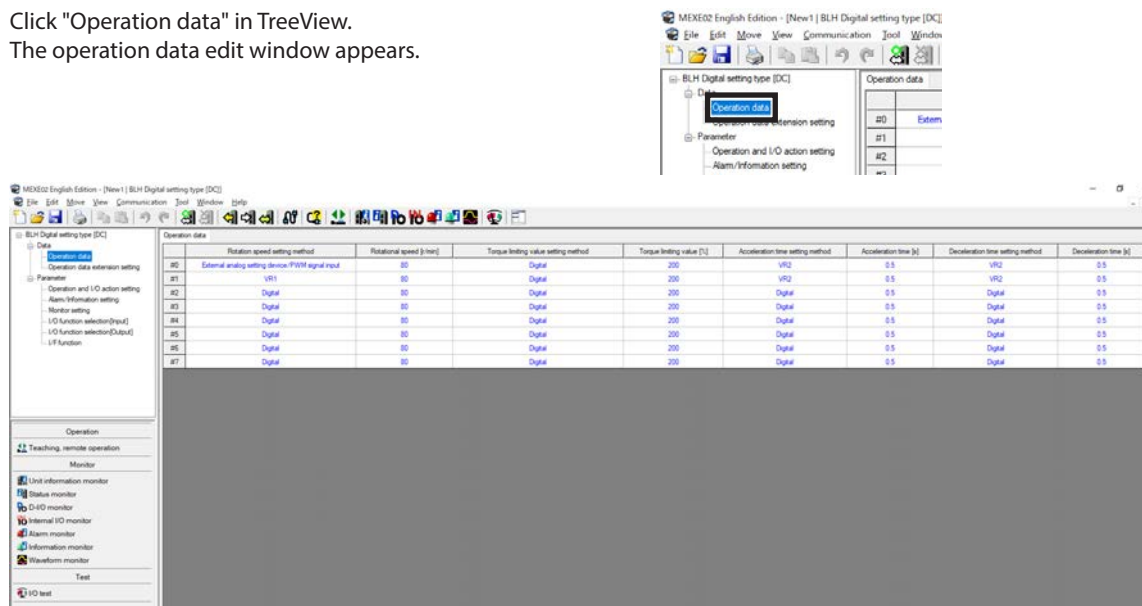 Click "Operation data" in TreeView.
The operation data edit window appears.
MEXE02 English Edition - [New1 | BLH Digital setting type [DC]]
File Edit Move View Communication Tool Window
BLH Digital setting type [DC]
Data
Operation data
Operation data extension setting
Parameter
Operation and I/O action setting
Alarm/Information setting
Operation data
#0 Extern
#1
#2
MEXE02 English Edition - [New1 | BLH Digital setting type [DC]]
File Edit Move View Communication Tool Window Help
BLH Digital setting type [DC]
Data
Operation data
Operation data extension setting
Parameter
Operation and I/O action setting
Alarm/Information setting
Monitor setting
I/O function selection[Input]
I/O function selection[Output]
I/F function
Operation data
Rotation speed setting method Rotational speed [r/min] Torque limiting value setting method Torque limiting value [%] Acceleration time setting method Acceleration time [s] Deceleration time setting method Deceleration time [s]
#0 External analog setting device/PWM signal input 80 Digital 200 VR2 0.5 VR2 0.5
#1 VR1 80 Digital 200 VR2 0.5 VR2 0.5
#2 Digital 80 Digital 200 Digital 0.5 Digital 0.5
#3 Digital 80 Digital 200 Digital 0.5 Digital 0.5
#4 Digital 80 Digital 200 Digital 0.5 Digital 0.5
#5 Digital 80 Digital 200 Digital 0.5 Digital 0.5
#6 Digital 80 Digital 200 Digital 0.5 Digital 0.5
#7 Digital 80 Digital 200 Digital 0.5 Digital 0.5
Operation
Teaching, remote operation
Monitor
Unit information monitor
Status monitor
D-I/O monitor
Internal I/O monitor
Alarm monitor
Information monitor
Waveform monitor
Test
I/O test